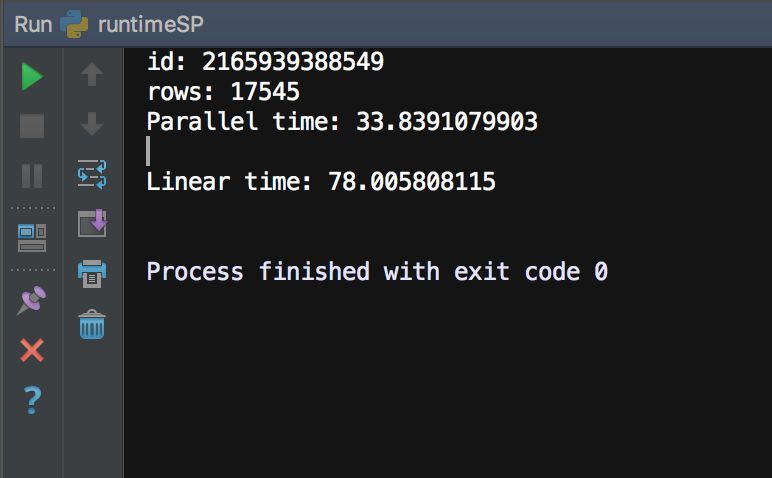 Run runtimeSP
id: 2165939388549
rows: 17545
Parallel time: 33.8391079903
Linear time: 78.005808115
Process finished with exit code 0
?